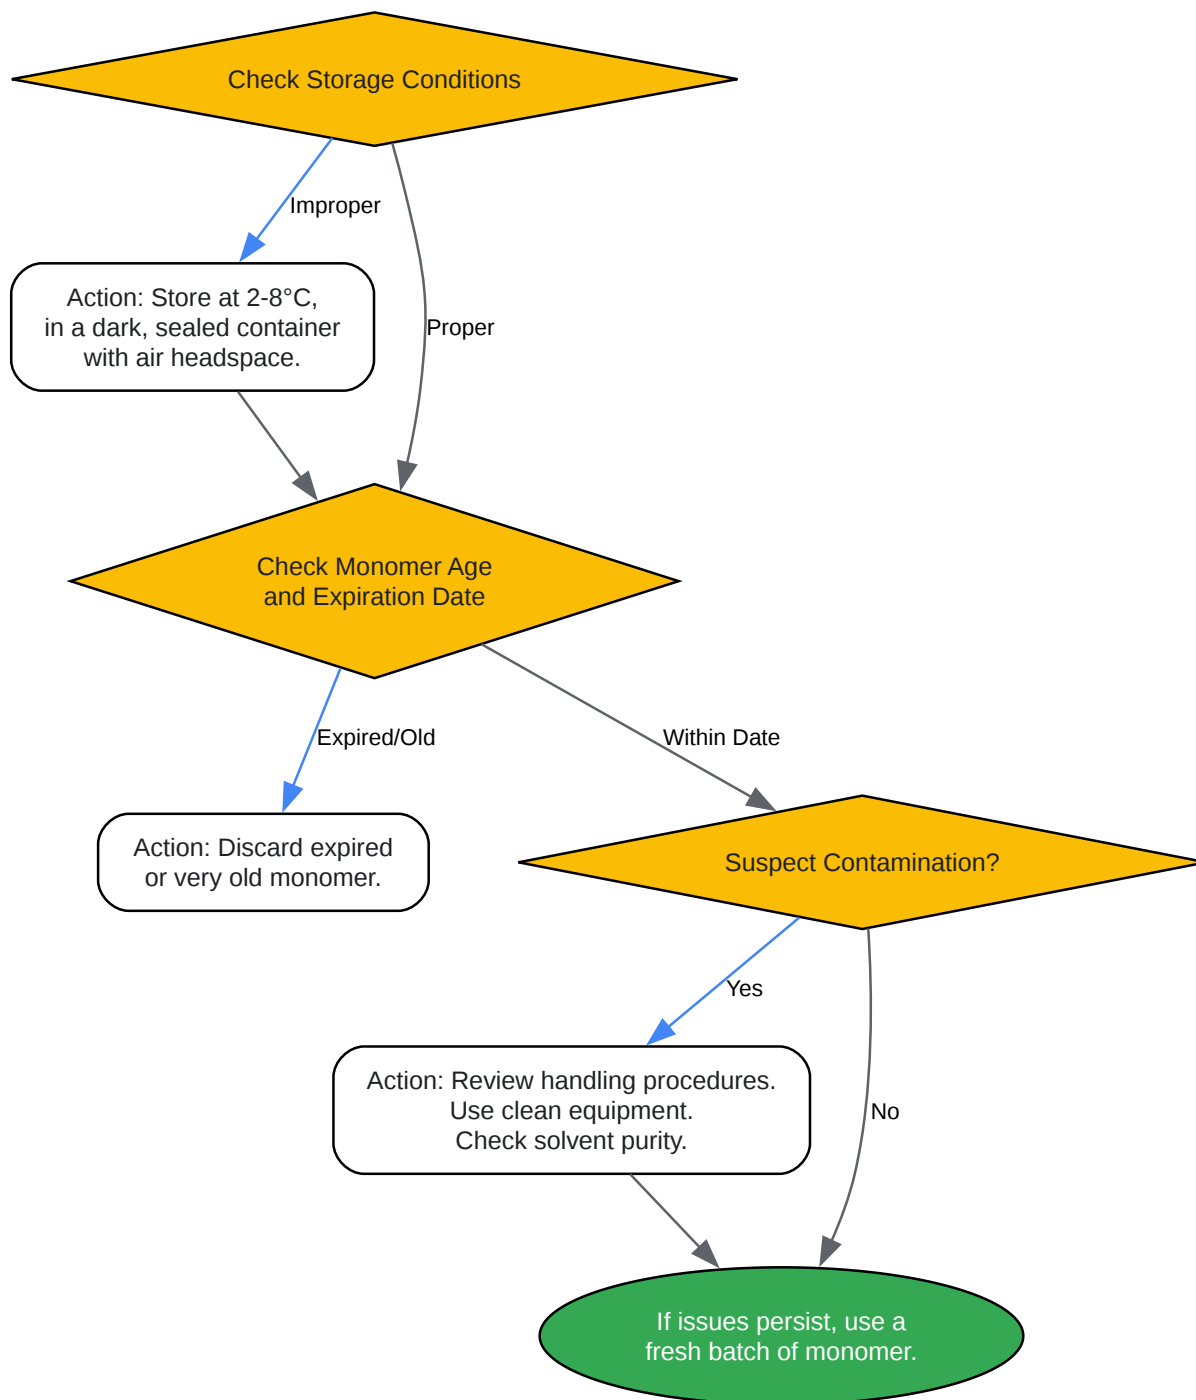 Check Storage Conditions
Improper
Action: Store at 2-8°C,
in a dark, sealed container
with air headspace.
Proper
Check Monomer Age
and Expiration Date
Expired/Old
Within Date
Action: Discard expired
or very old monomer.
Suspect Contamination?
Yes
Action: Review handling procedures.
Use clean equipment.
Check solvent purity.
No
If issues persist, use a
fresh batch of monomer.